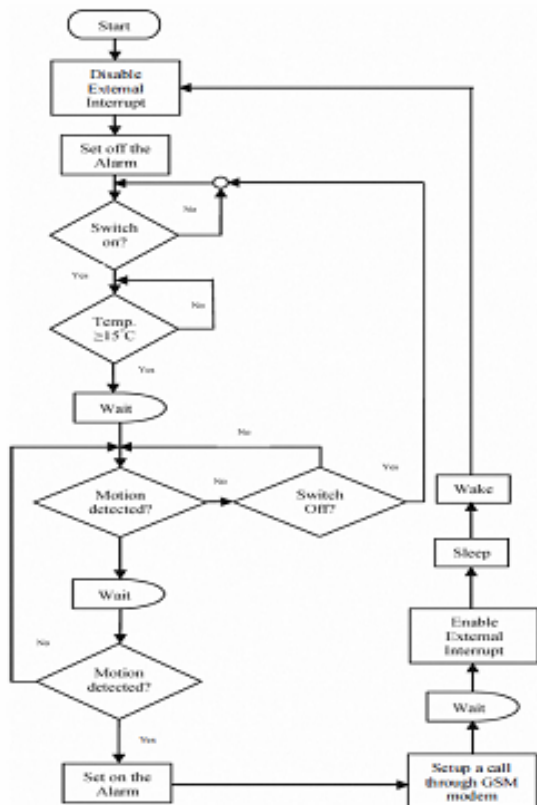 Start
Disable
External
Interrupt
Set off the
Alarm
No
Switch
on?
Yes
No
Temp.
≥15°C
Yes
Wait
No
Motion
detected?
No
Switch
Off?
Yes
Wake
Sleep
Wait
Enable
External
Interrupt
No
Motion
detected?
Wait
Yes
Set on the
Alarm
Setup a call
through GSM
modem